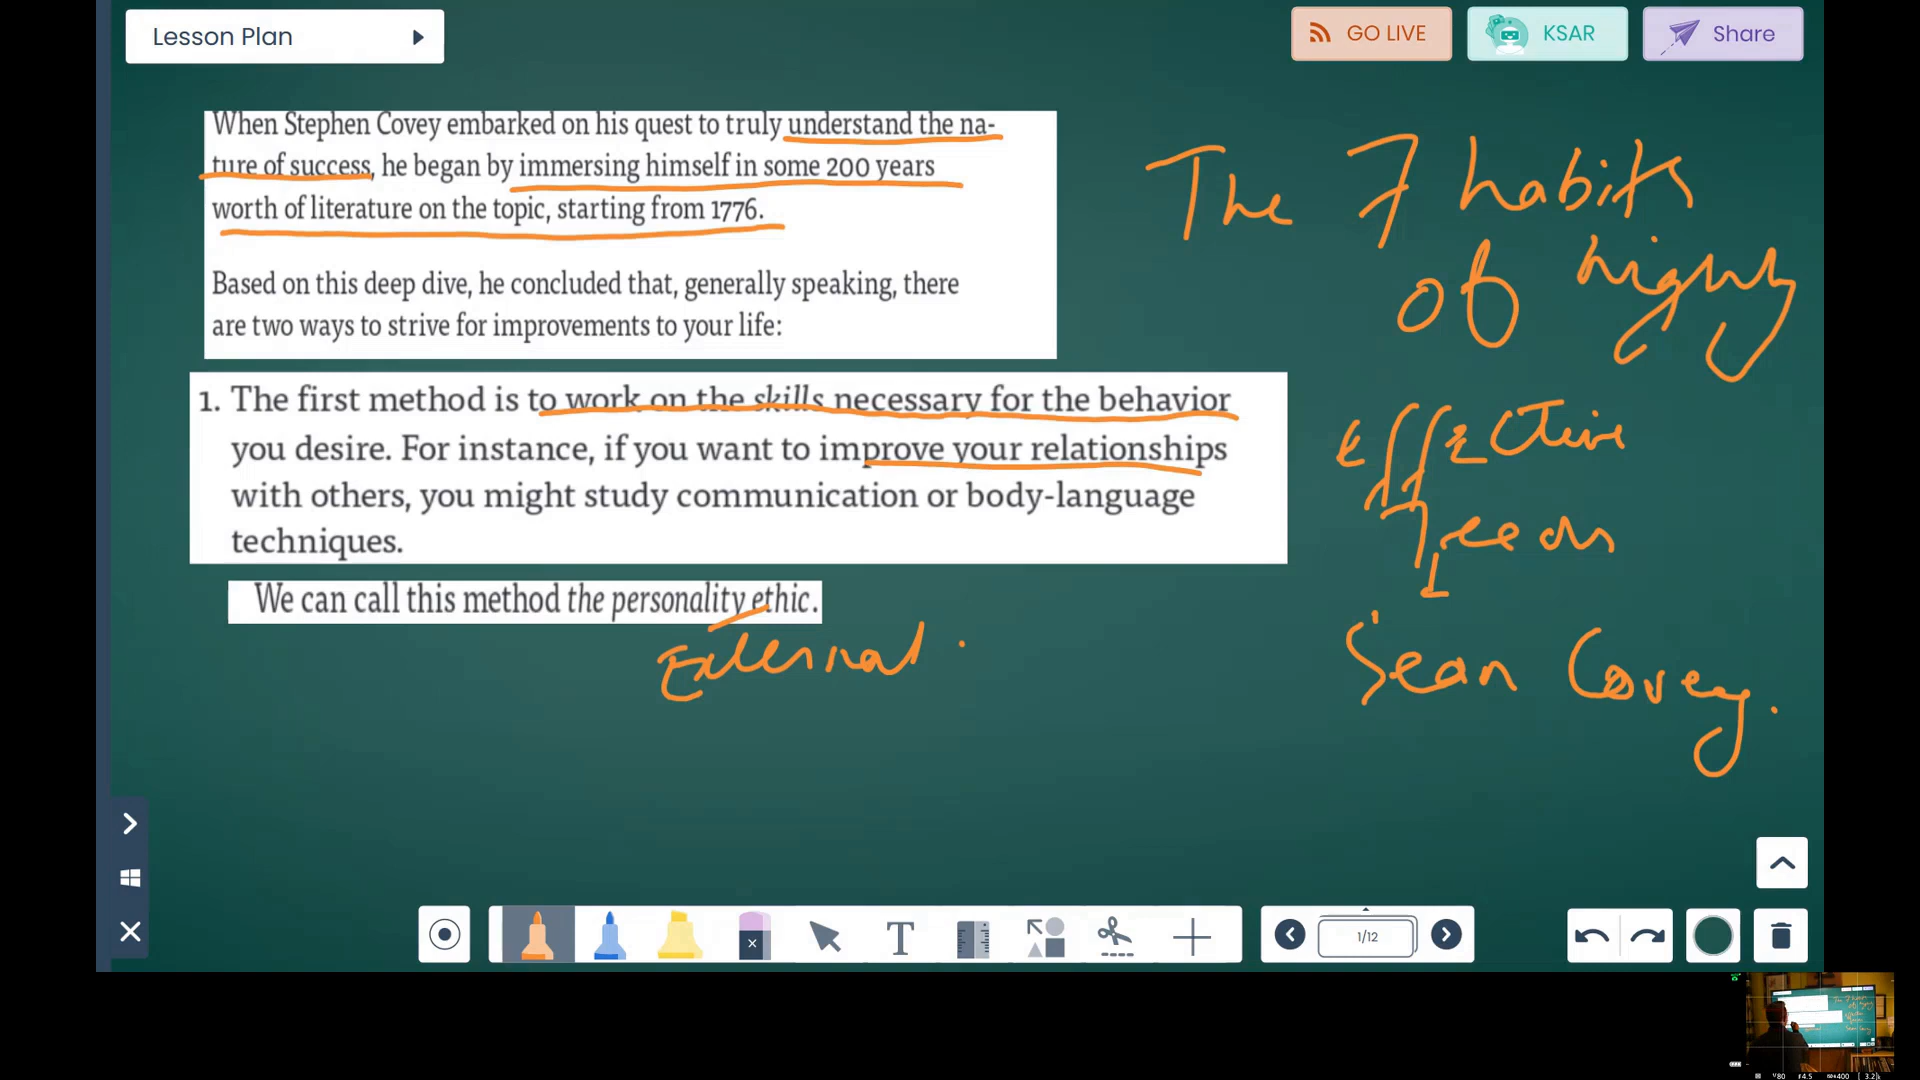 Lesson Plan
GO LIVE
KSAR
Share
When Stephen Covey embarked on his quest to truly understand the na-
ture of success, he began by immersing himself in some 200 years
worth of literature on the topic, starting from 1776.
Based on this deep dive, he concluded that, generally speaking, there
are two ways to strive for improvements to your life:
1. The first method is to work on the skills necessary for the behavior
you desire. For instance, if you want to improve your relationships
with others, you might study communication or body-language
techniques.
We can call this method the personality ethic.
External.
The 7 habits
of highly
Effective
Teens
Sean Covey.
T
1/12